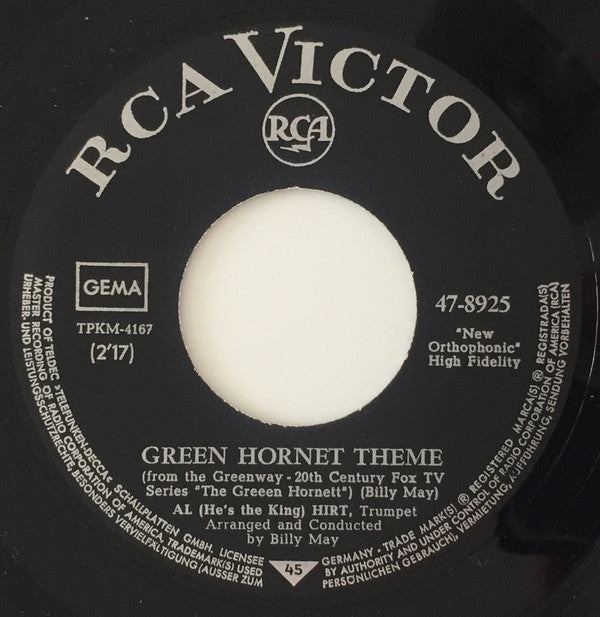 RCA VICTOR
RCA
GEMA
TPKM-4167
(2'17)
47-8925
"New
Orthophonic"
High Fidelity
GREEN HORNET THEME
(from the Greenway - 20th Century Fox TV
Series "The Greeen Hornett") (Billy May)
AL (He's the King) HIRT, Trumpet
Arranged and Conducted
by Billy May
45
PRODUCT OF TELDEC »TELEFUNKEN-DECCA« SCHALLPLATTEN GMBH. LICENSEE
MASTER RECORDING OF RADIO CORPORATION OF AMERICA, TRADEMARK(S) USED
URHEBER- UND LEISTUNGSSCHUTZRECHTE, BESONDERS VERVIELFÄLTIGUNG (AUSSER ZUM
GERMANY · TRADE MARK(S) ® REGISTERED MARCA(S) ® REGISTRADA(S)
BY AUTHORITY AND UNDER CONTROL OF RADIO CORPORATION OF AMERICA (RCA)
PERSÖNLICHEN GEBRAUCH), VERMIETUNG, AUFFÜHRUNG, SENDUNG VORBEHALTEN